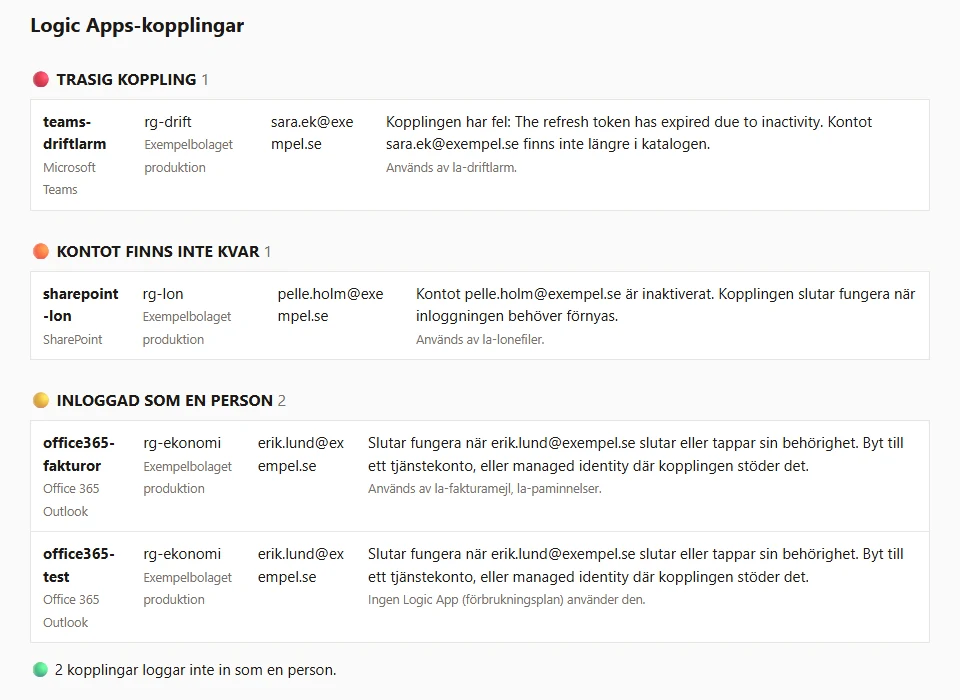 Logic Apps-kopplingar
TRASIG KOPPLING 1
teams-
driftlarm
Microsoft
Teams
rg-drift
Exempelbolaget
produktion
sara.ek@exe
mpel.se
Kopplingen har fel: The refresh token has expired due to inactivity. Kontot
sara.ek@exempel.se finns inte längre i katalogen.
Används av la-driftlarm.
KONTOT FINNS INTE KVAR 1
sharepoint
-lon
SharePoint
rg-lon
Exempelbolaget
produktion
pelle.holm@exe
mpel.se
Kontot pelle.holm@exempel.se är inaktiverat. Kopplingen slutar fungera när
inloggningen behöver förnyas.
Används av la-lonefiler.
INLOGGAD SOM EN PERSON 2
office365-
fakturor
Office 365
Outlook
rg-ekonomi
Exempelbolaget
produktion
erik.lund@ex
empel.se
Slutar fungera när erik.lund@exempel.se slutar eller tappar sin behörighet. Byt till
ett tjänstekonto, eller managed identity där kopplingen stöder det.
Används av la-fakturamejl, la-paminnelser.
office365-
test
Office 365
Outlook
rg-ekonomi
Exempelbolaget
produktion
erik.lund@ex
empel.se
Slutar fungera när erik.lund@exempel.se slutar eller tappar sin behörighet. Byt till
ett tjänstekonto, eller managed identity där kopplingen stöder det.
Ingen Logic App (förbrukningsplan) använder den.
2 kopplingar loggar inte in som en person.